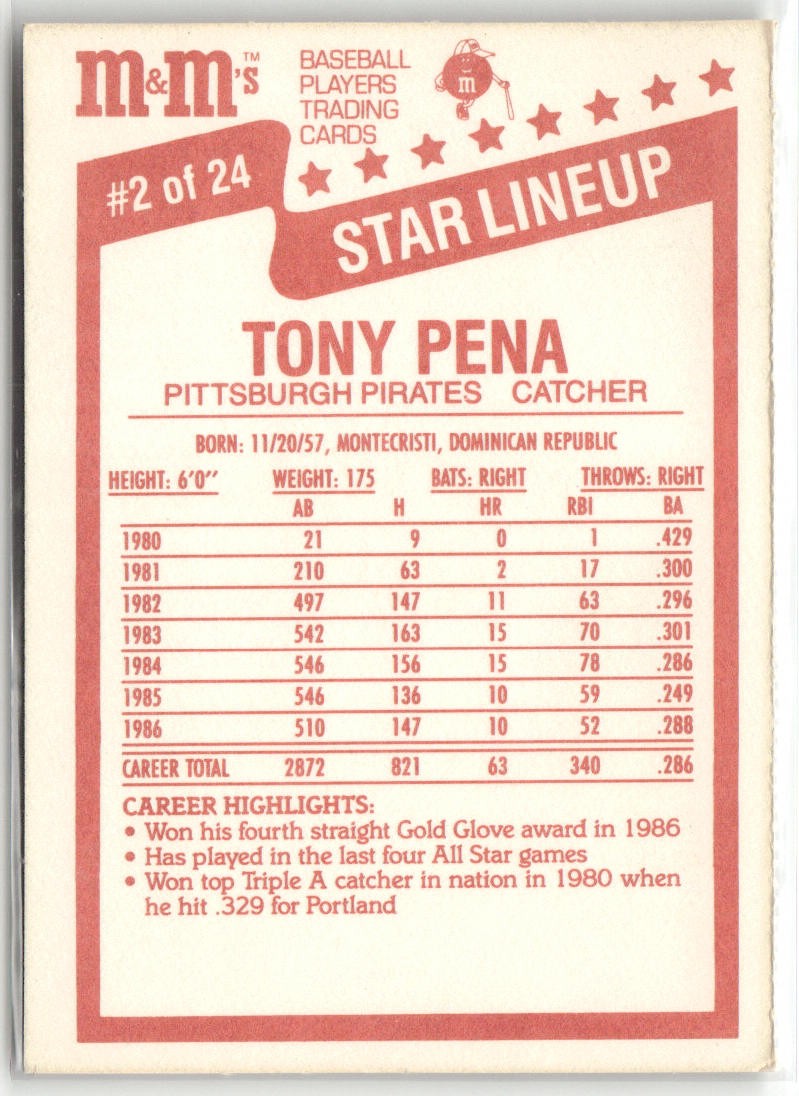 m&m's™
BASEBALL
PLAYERS
TRADING
CARDS
m
#2 of 24
STAR LINEUP
TONY PENA
PITTSBURGH PIRATES CATCHER
BORN: 11/20/57, MONTECRISTI, DOMINICAN REPUBLIC
HEIGHT: 6'0" WEIGHT: 175 BATS: RIGHT THROWS: RIGHT
AB H HR RBI BA
1980 21 9 0 1 .429
1981 210 63 2 17 .300
1982 497 147 11 63 .296
1983 542 163 15 70 .301
1984 546 156 15 78 .286
1985 546 136 10 59 .249
1986 510 147 10 52 .288
CAREER TOTAL 2872 821 63 340 .286
CAREER HIGHLIGHTS:
• Won his fourth straight Gold Glove award in 1986
• Has played in the last four All Star games
• Won top Triple A catcher in nation in 1980 when
he hit .329 for Portland